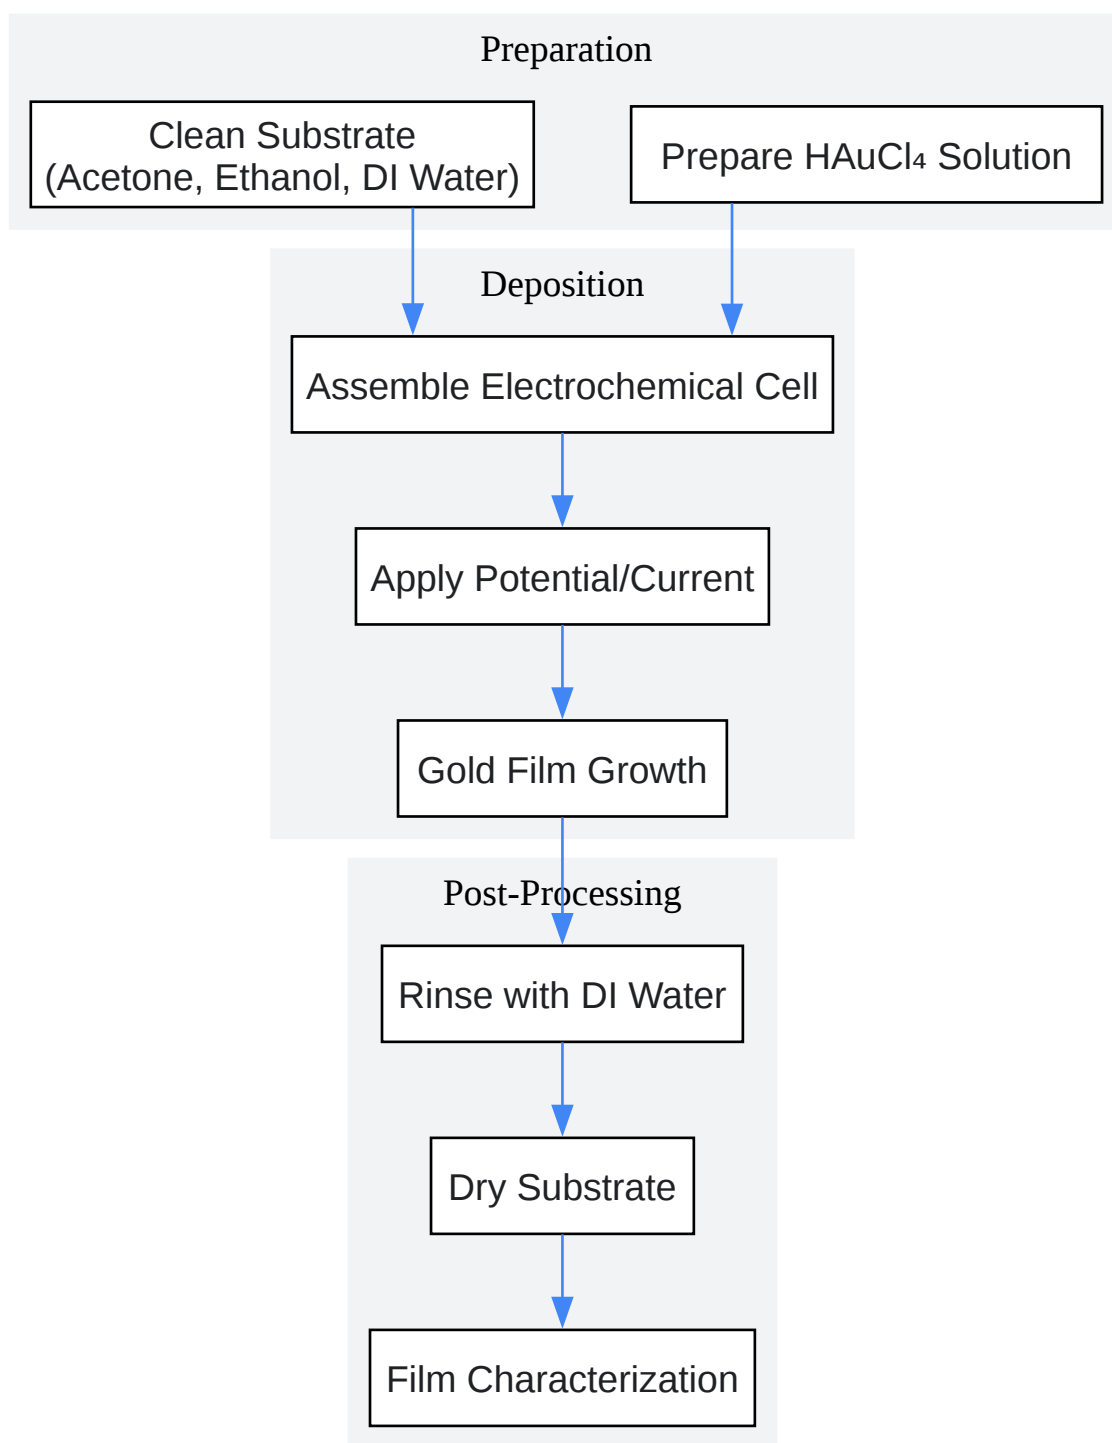 Preparation
Clean Substrate
(Acetone, Ethanol, DI Water)
Prepare HAuCl₄ Solution
Deposition
Assemble Electrochemical Cell
Apply Potential/Current
Gold Film Growth
Post-Processing
Rinse with DI Water
Dry Substrate
Film Characterization